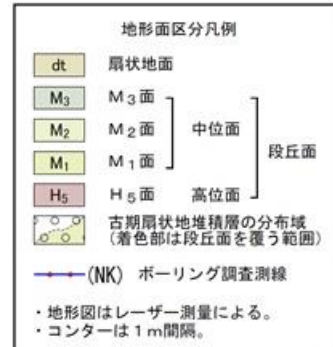 地形面区分凡例
dt 扇状地面
M3 M3面
M2 M2面 中位面
段丘面
M1 M1面
H5 H5面 高位面
古期扇状地堆積層の分布域
(着色部は段丘面を覆う範囲)
(NK) ボーリング調査測線
・地形図はレーザー測量による。
・コンターは1m間隔。